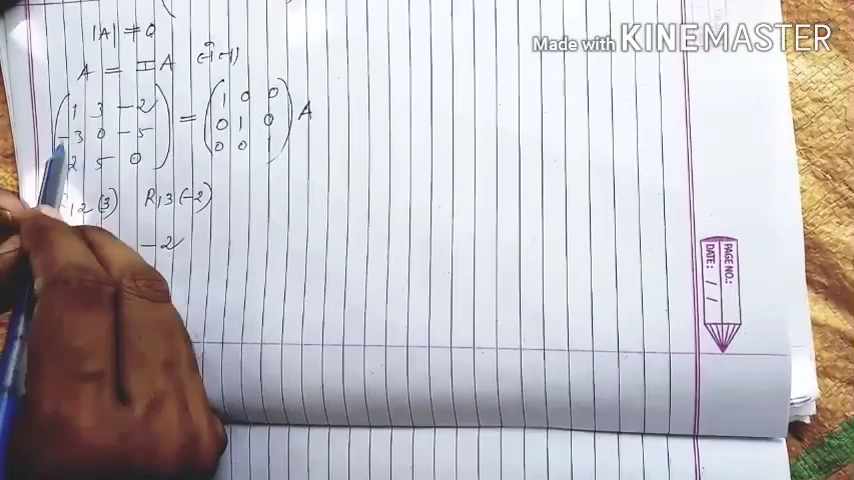 |A| ≠ 0
A = IA
1 3 -2
-3 0 -5
2 5 0
=
1 0 0
0 1 0
0 0 1
A
R12 (3) R13 (-2)
-2
Made with KINEMASTER
PAGE NO.:
DATE: / /